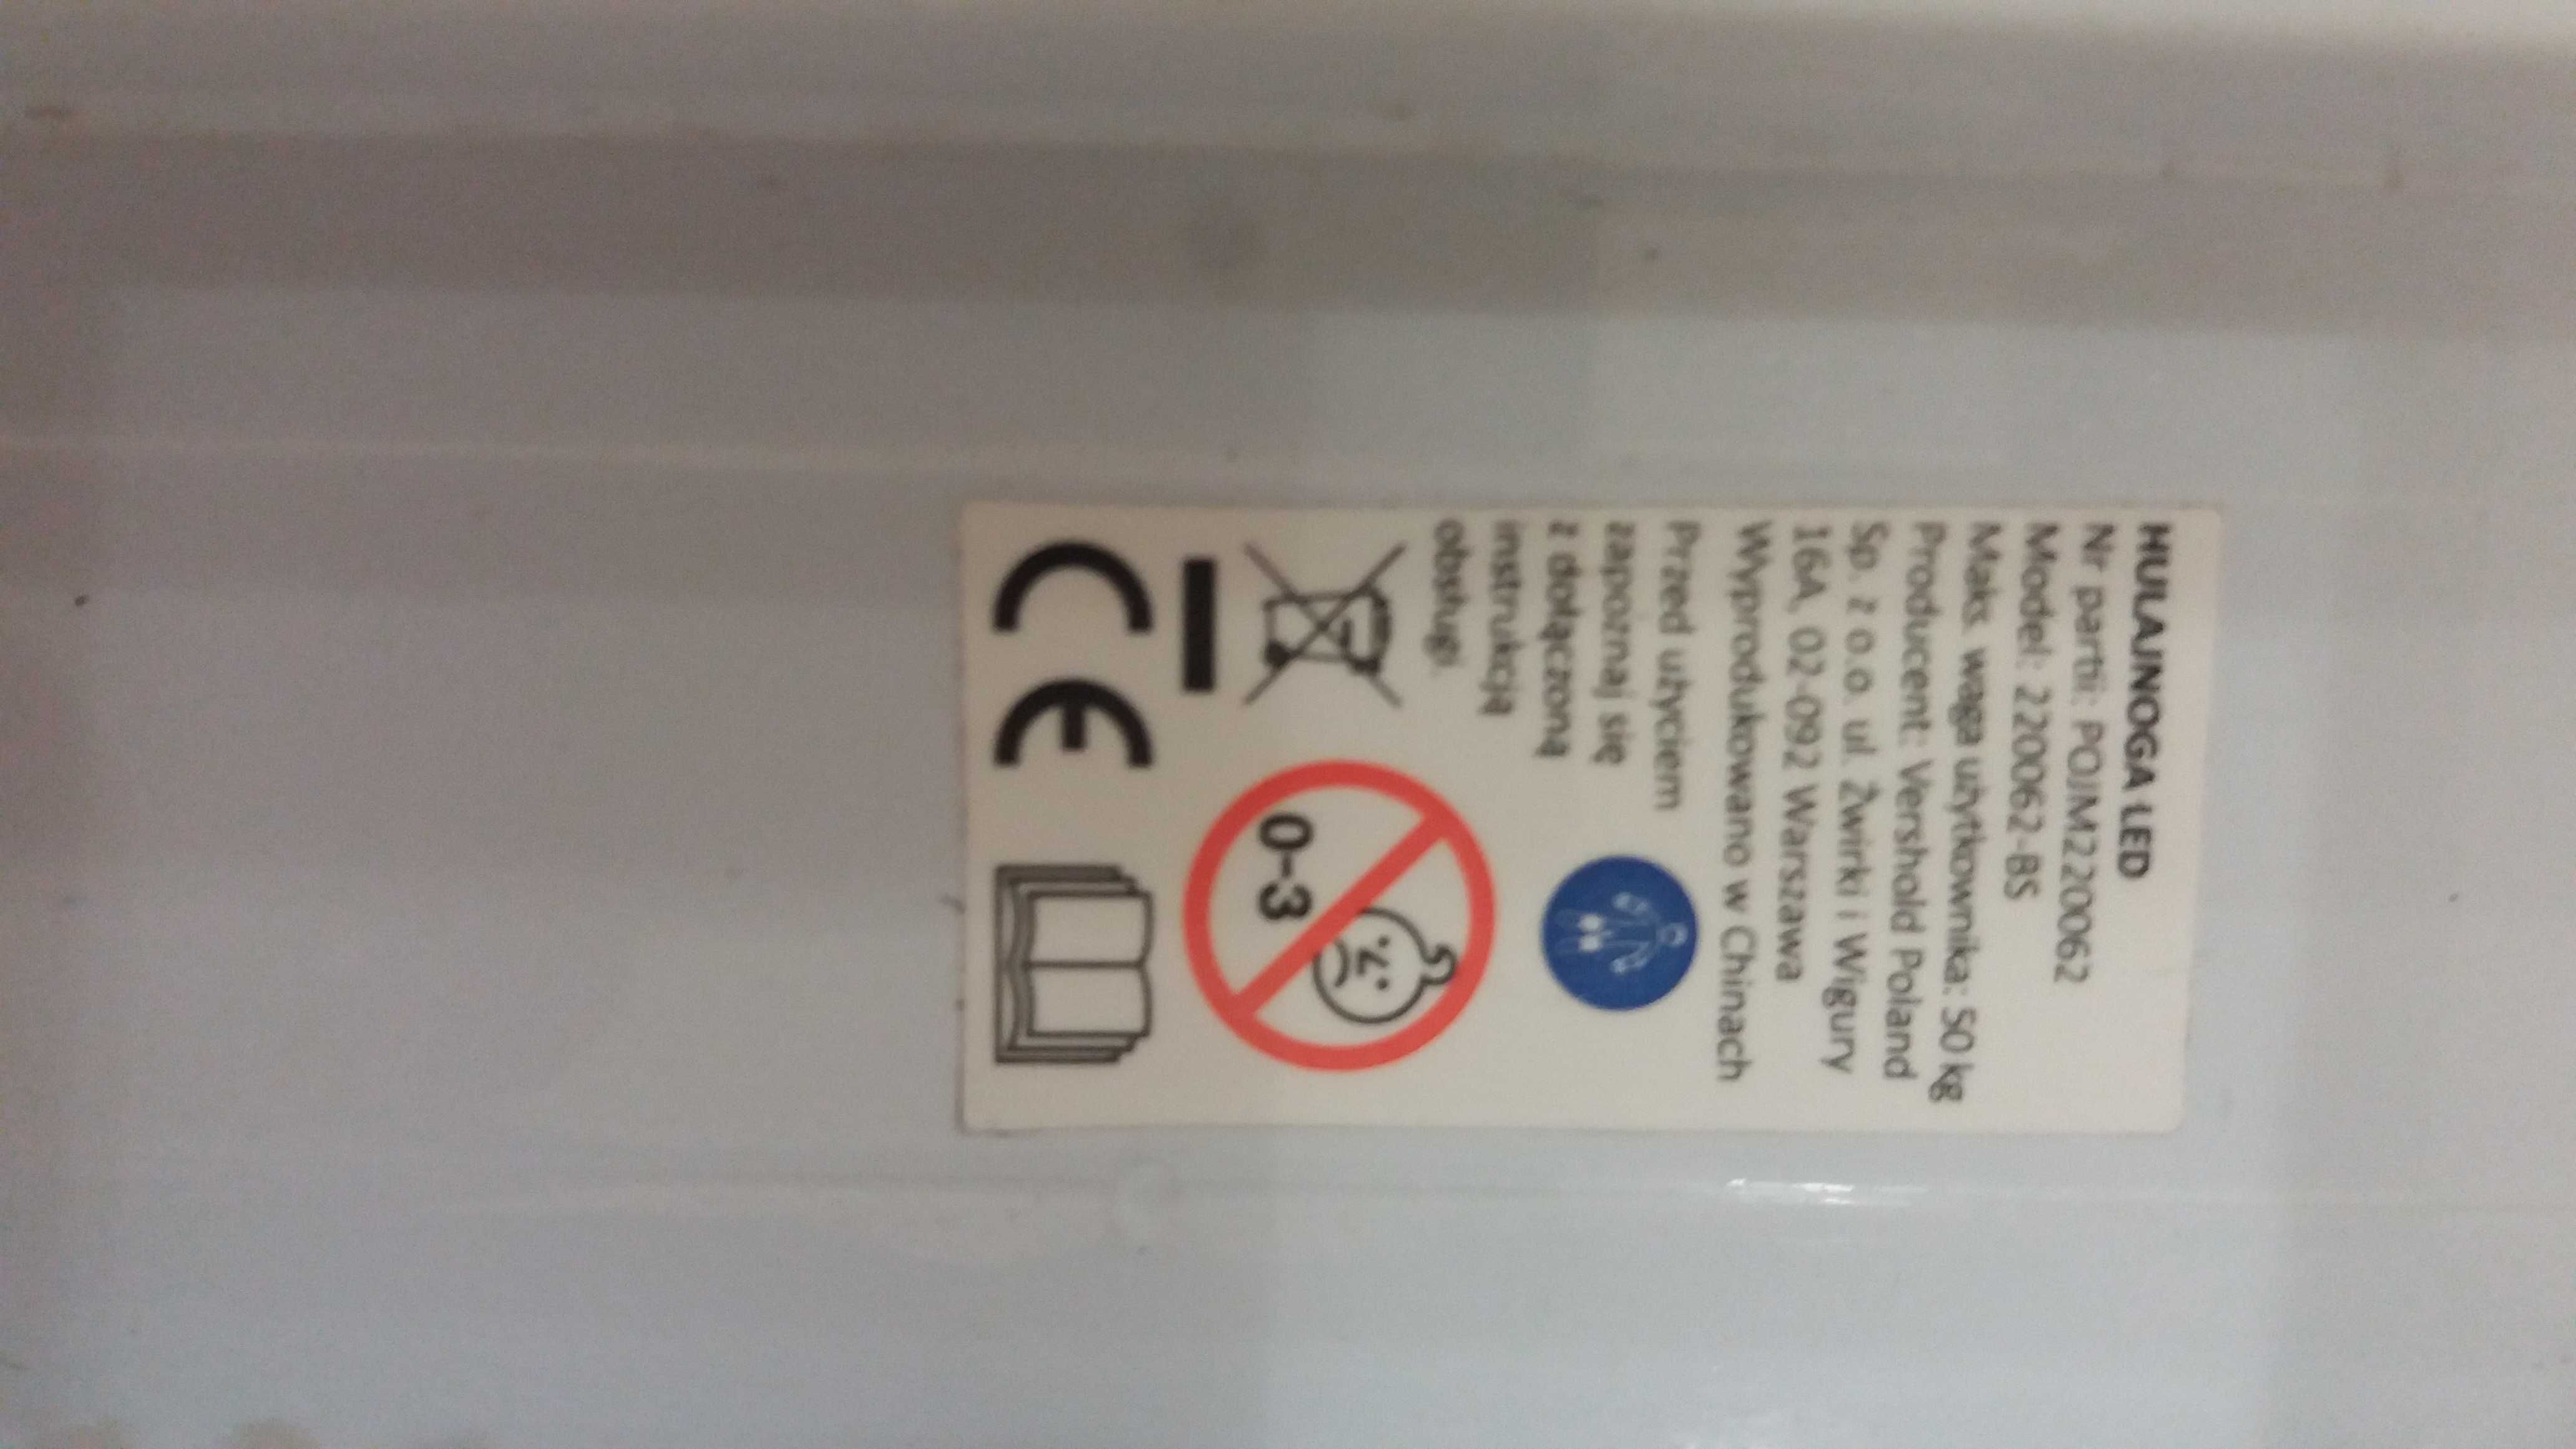 HULAJNOGA LED
Nr partii: POJM220062
Model: 220062-BS
Maks. waga użytkownika: 50 kg
Producent: Vershold Poland
Sp. z o.o. ul. Żwirki i Wigury
16A, 02-092 Warszawa
Wyprodukowano w Chinach
Przed użyciem
zapoznaj się
z dołączoną
instrukcją
obsługi.
0-3
CE